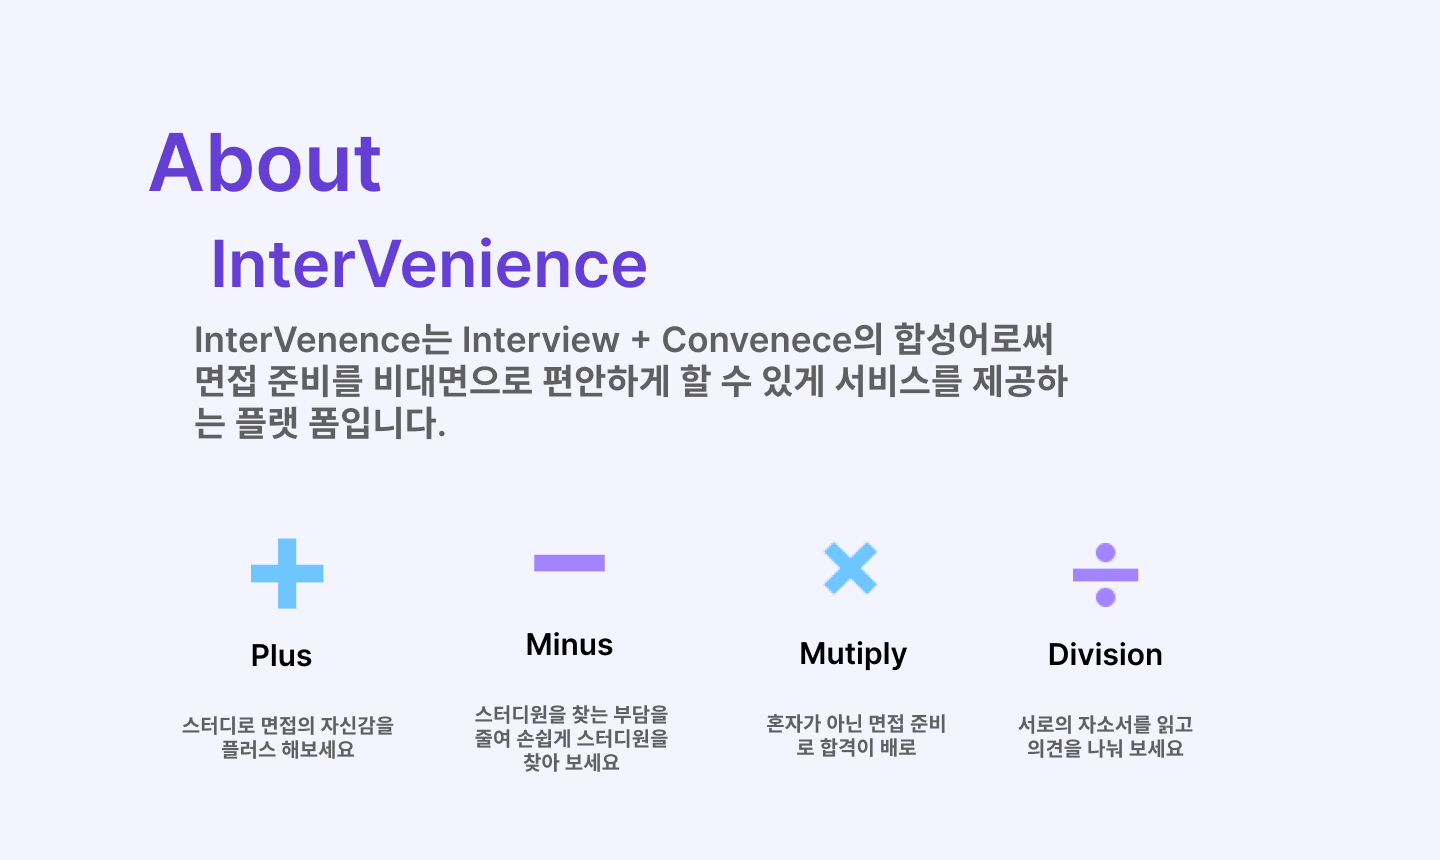 About
InterVenience
InterVenence는 Interview + Convenece의 합성어로써
면접 준비를 비대면으로 편안하게 할 수 있게 서비스를 제공하
는 플랫 폼입니다.
Plus
스터디로 면접의 자신감을
플러스 해보세요
Minus
스터디원을 찾는 부담을
줄여 손쉽게 스터디원을
찾아 보세요
Mutiply
혼자가 아닌 면접 준비
로 합격이 배로
Division
서로의 자소서를 읽고
의견을 나눠 보세요